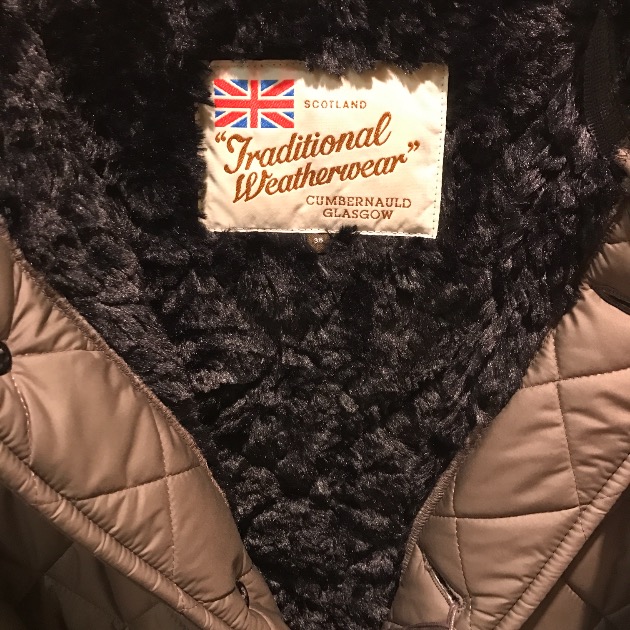 SCOTLAND
"Traditional
Weatherwear"
CUMBERNAULD
GLASGOW